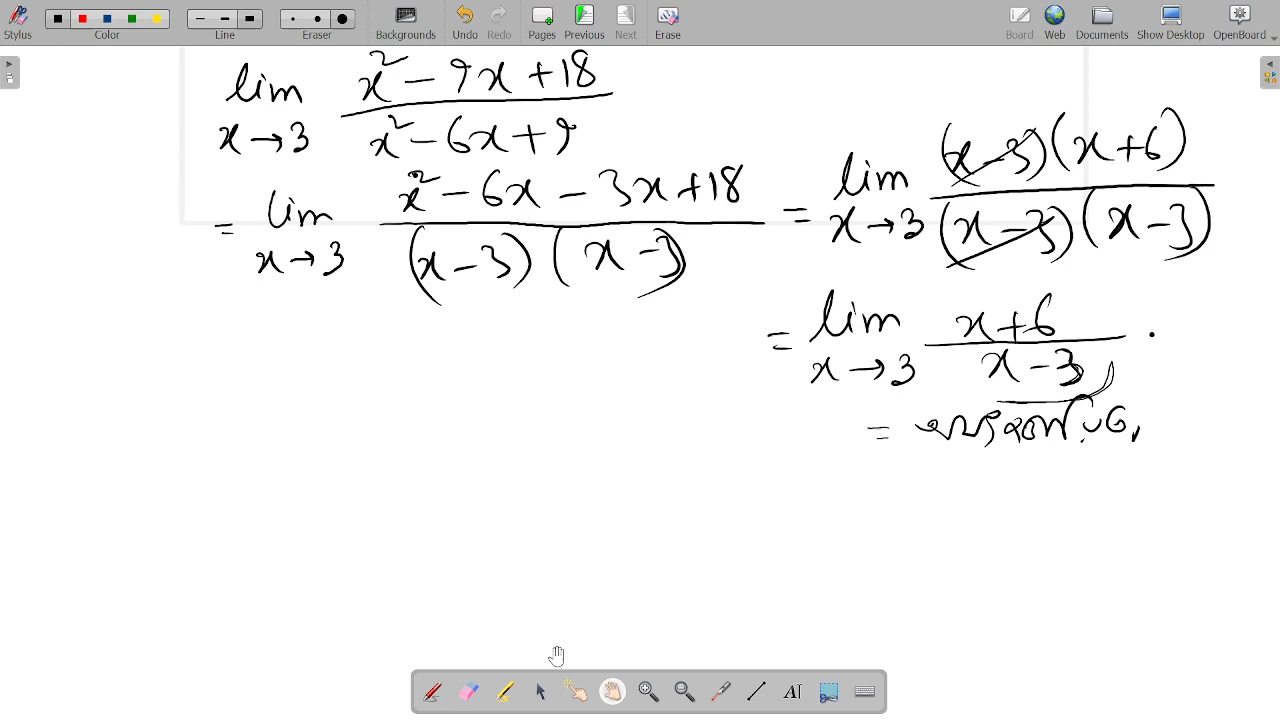 Stylus
Color
Line
Eraser
Backgrounds
Undo
Redo
Pages
Previous
Next
Erase
Board
Web
Documents
Show Desktop
OpenBoard
lim x→3 (x² − 9x + 18) / (x² − 6x + 9)
= lim x→3 (x² − 6x − 3x + 18) / (x − 3)(x − 3)
= lim x→3 (x − 3)(x + 6) / (x − 3)(x − 3)
= lim x→3 (x + 6) / (x − 3) .
=